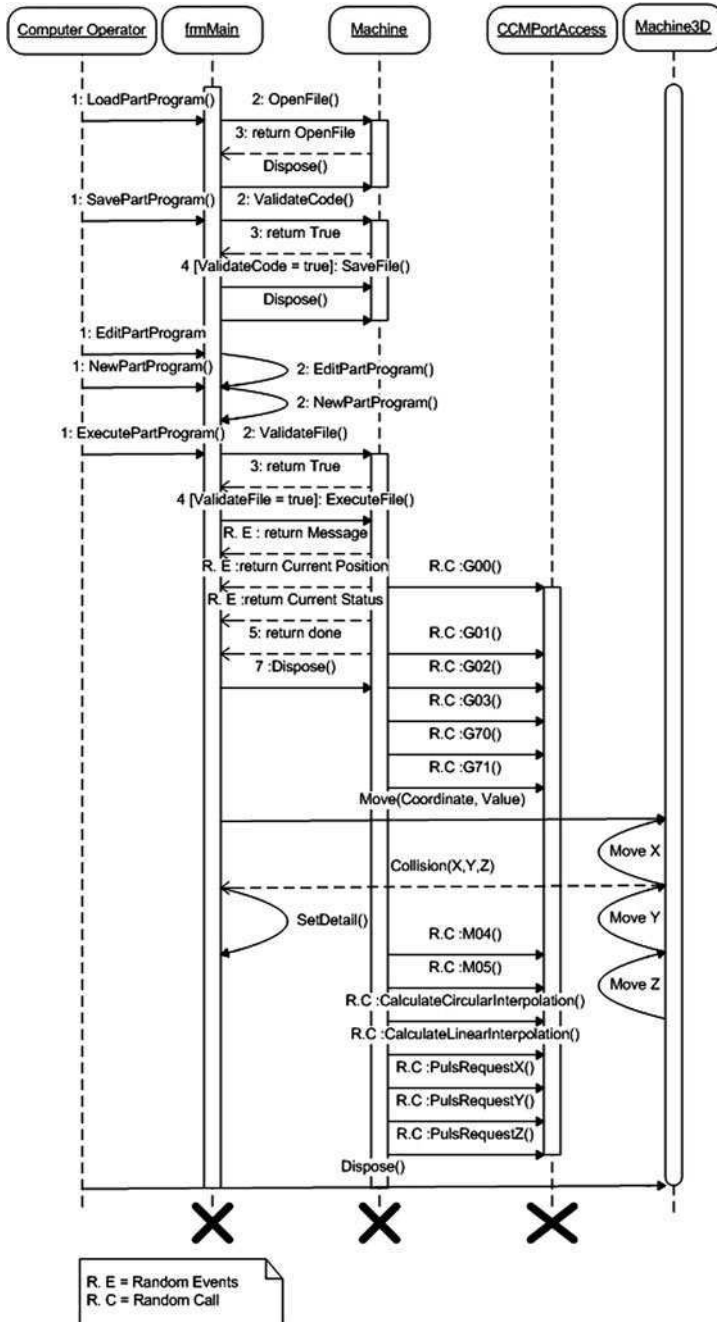 Computer Operator
frmMain
Machine
CCMPortAccess
Machine3D
1: LoadPartProgram()
2: OpenFile()
3: return OpenFile
Dispose()
1: SavePartProgram()
2: ValidateCode()
3: return True
4 [ValidateCode = true]: SaveFile()
Dispose()
1: EditPartProgram
2: EditPartProgram()
1: NewPartProgram()
2: NewPartProgram()
1: ExecutePartProgram()
2: ValidateFile()
3: return True
4 [ValidateFile = true]: ExecuteFile()
R. E : return Message
R. E :return Current Position
R.C :G00()
R. E :return Current Status
5: return done
R.C :G01()
7 :Dispose()
R.C :G02()
R.C :G03()
R.C :G70()
R.C :G71()
Move(Coordinate, Value)
Move X
Collision(X,Y,Z)
SetDetail()
Move Y
R.C :M04()
R.C :M05()
Move Z
R.C :CalculateCircularInterpolation()
R.C :CalculateLinearInterpolation()
R.C :PulsRequestX()
R.C :PulsRequestY()
R.C :PulsRequestZ()
Dispose()
R. E = Random Events
R. C = Random Call